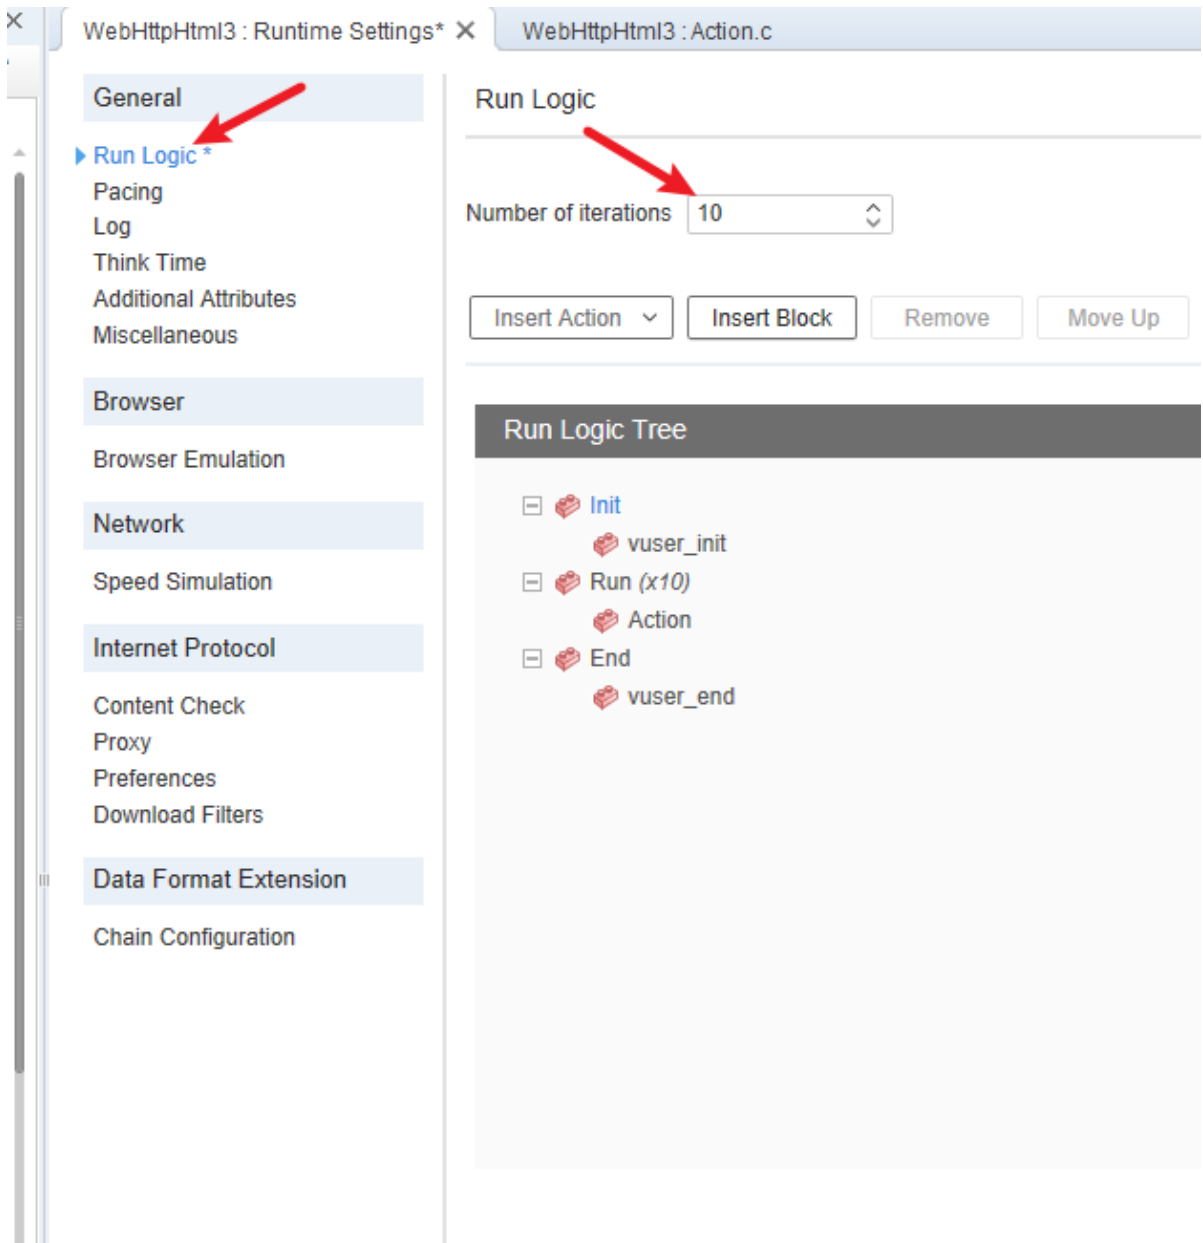 WebHttpHtml3 : Runtime Settings*
WebHttpHtml3 : Action.c
General
Run Logic *
Pacing
Log
Think Time
Additional Attributes
Miscellaneous
Browser
Browser Emulation
Network
Speed Simulation
Internet Protocol
Content Check
Proxy
Preferences
Download Filters
Data Format Extension
Chain Configuration
Run Logic
Number of iterations 10
Insert Action Insert Block Remove Move Up
Run Logic Tree
Init
vuser_init
Run (x10)
Action
End
vuser_end